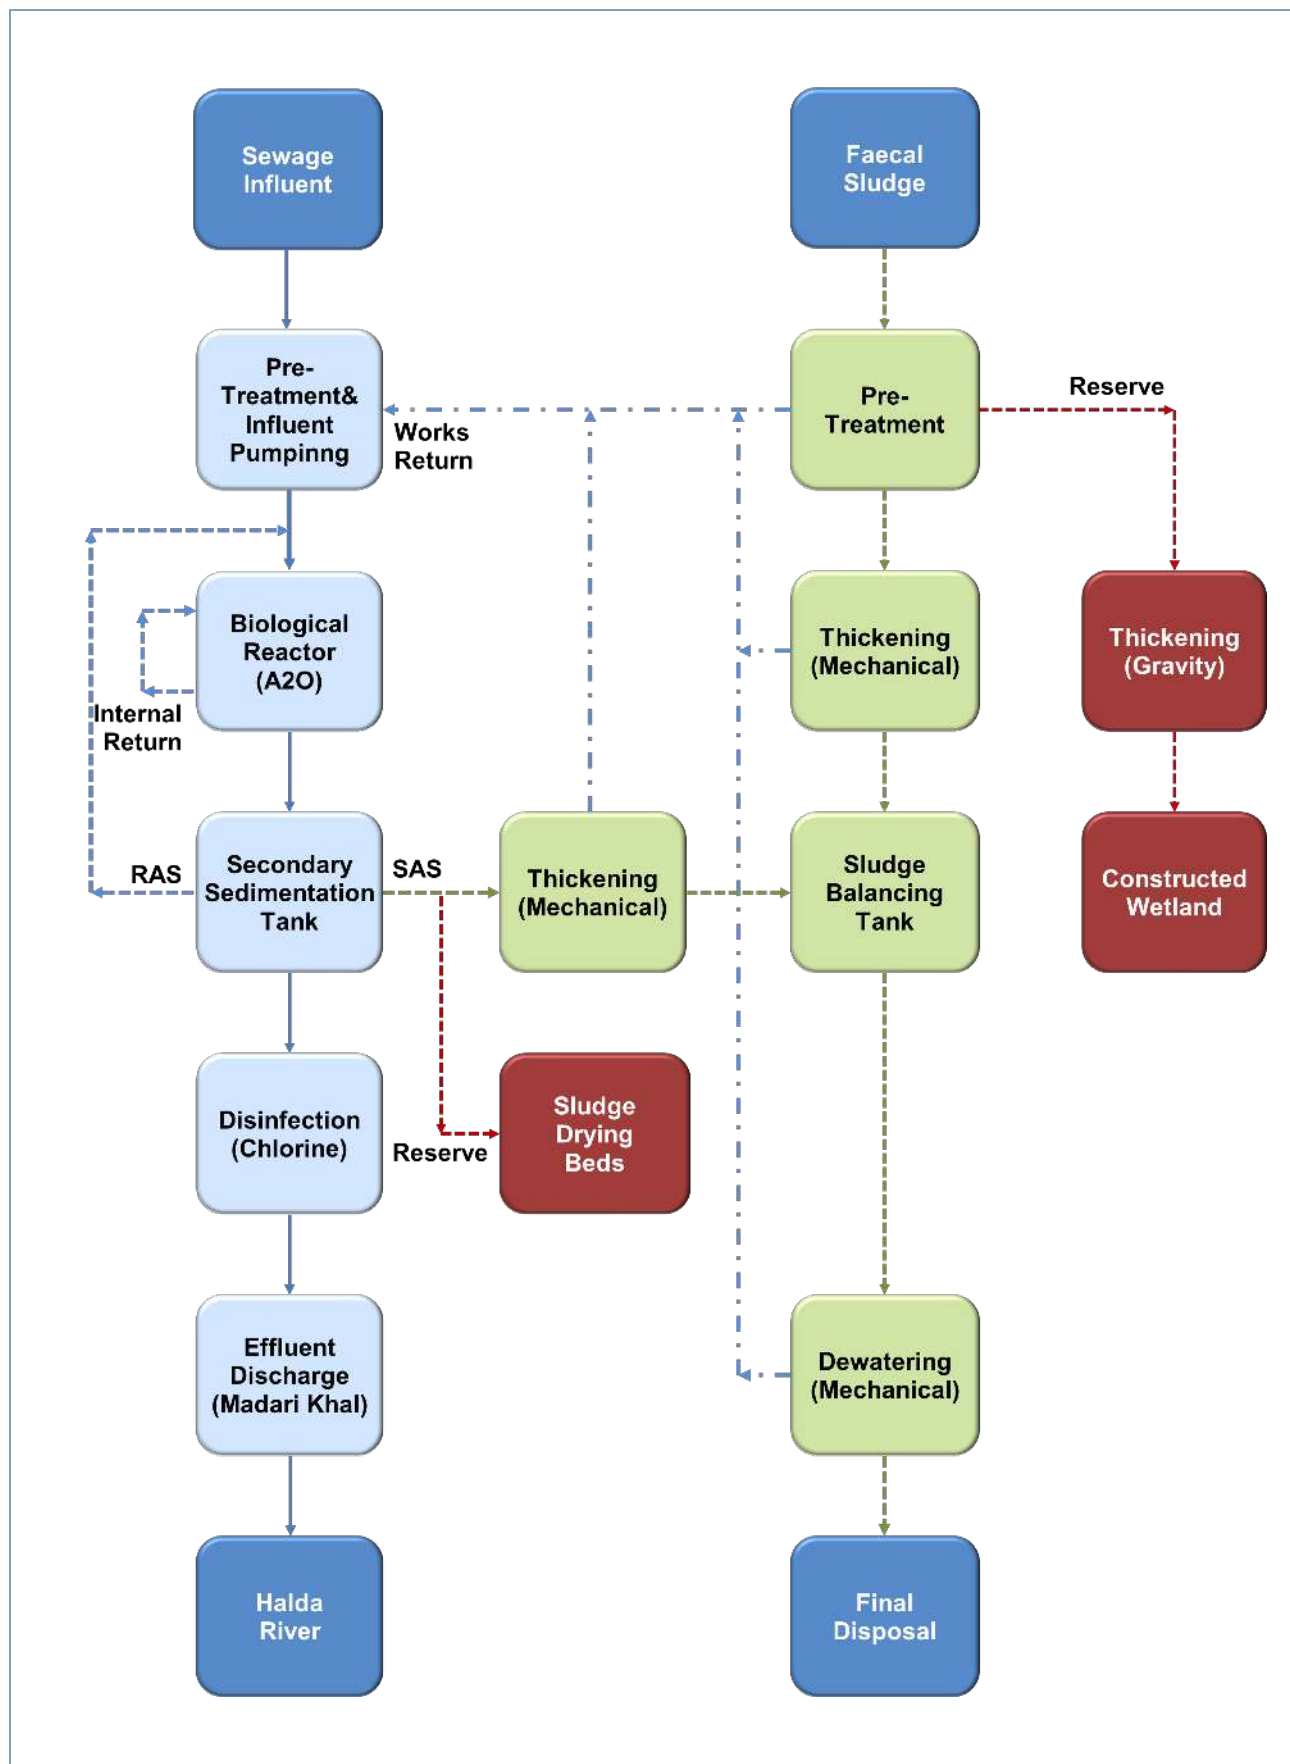 Sewage
Influent
Faecal
Sludge
Pre-
Treatment&
Influent
Pumpinng
Works
Return
Pre-
Treatment
Reserve
Biological
Reactor
(A2O)
Internal
Return
Thickening
(Mechanical)
Thickening
(Gravity)
RAS
Secondary
Sedimentation
Tank
SAS
Thickening
(Mechanical)
Sludge
Balancing
Tank
Constructed
Wetland
Disinfection
(Chlorine)
Reserve
Sludge
Drying
Beds
Effluent
Discharge
(Madari Khal)
Dewatering
(Mechanical)
Halda
River
Final
Disposal